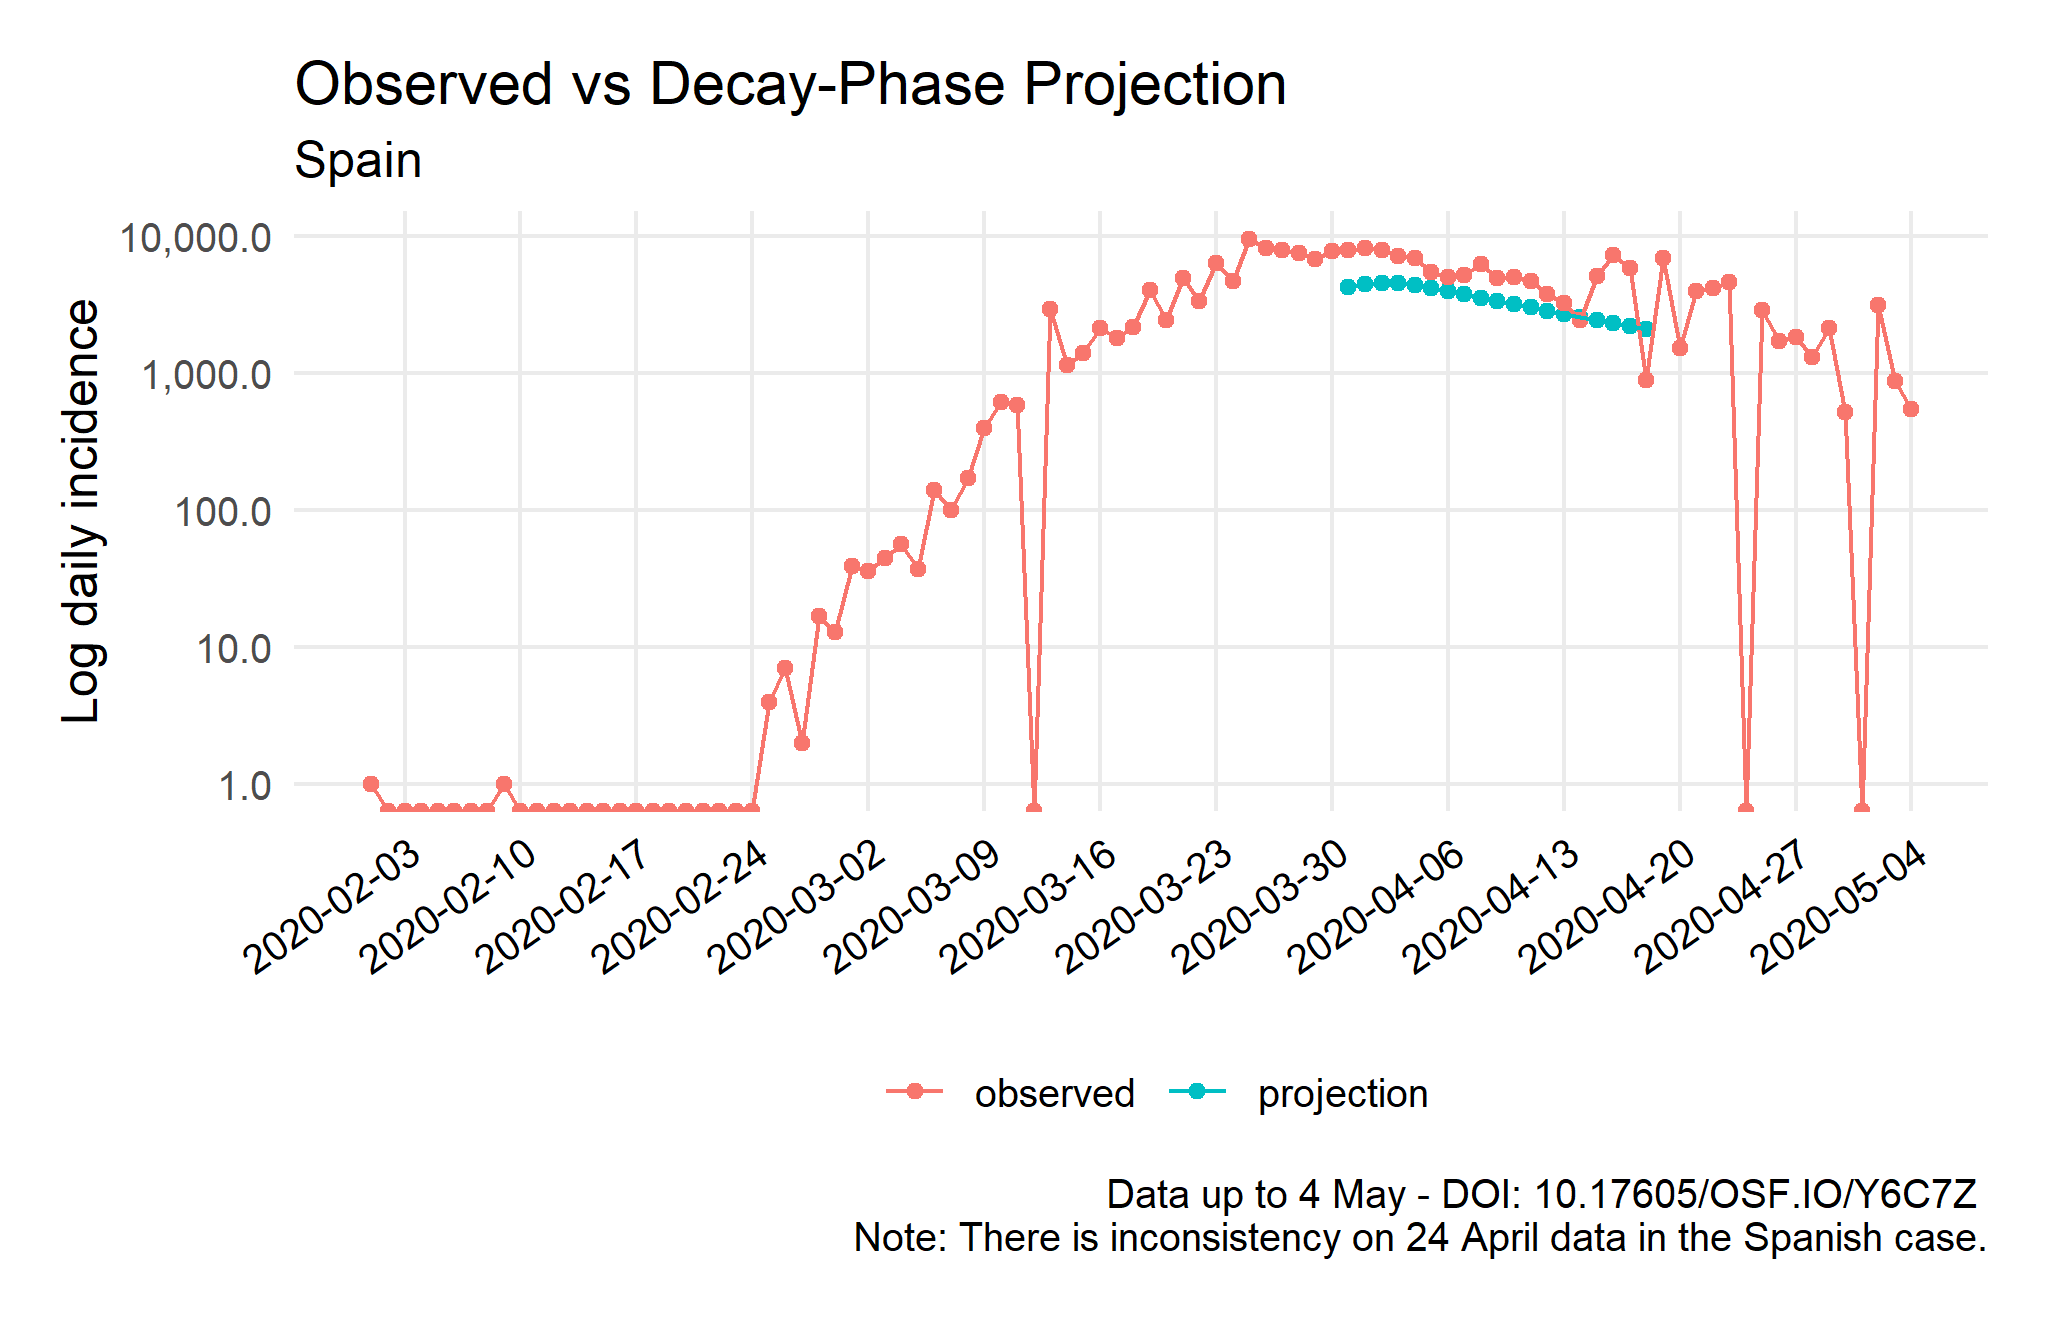 Observed vs Decay-Phase Projection
Spain
Log daily incidence
10,000.0
1,000.0
100.0
10.0
1.0
2020-02-03
2020-02-10
2020-02-17
2020-02-24
2020-03-02
2020-03-09
2020-03-16
2020-03-23
2020-03-30
2020-04-06
2020-04-13
2020-04-20
2020-04-27
2020-05-04
observed
projection
Data up to 4 May - DOI: 10.17605/OSF.IO/Y6C7Z
Note: There is inconsistency on 24 April data in the Spanish case.